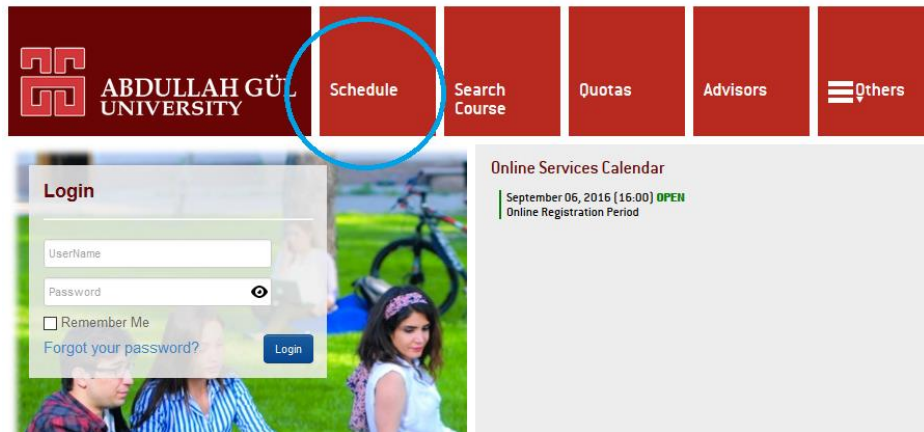 ABDULLAH GÜL
UNIVERSITY
Schedule
Search
Course
Quotas
Advisors
Others
Login
UserName
Password
Remember Me
Forgot your password?
Login
Online Services Calendar
September 06, 2016 (16:00) OPEN
Online Registration Period